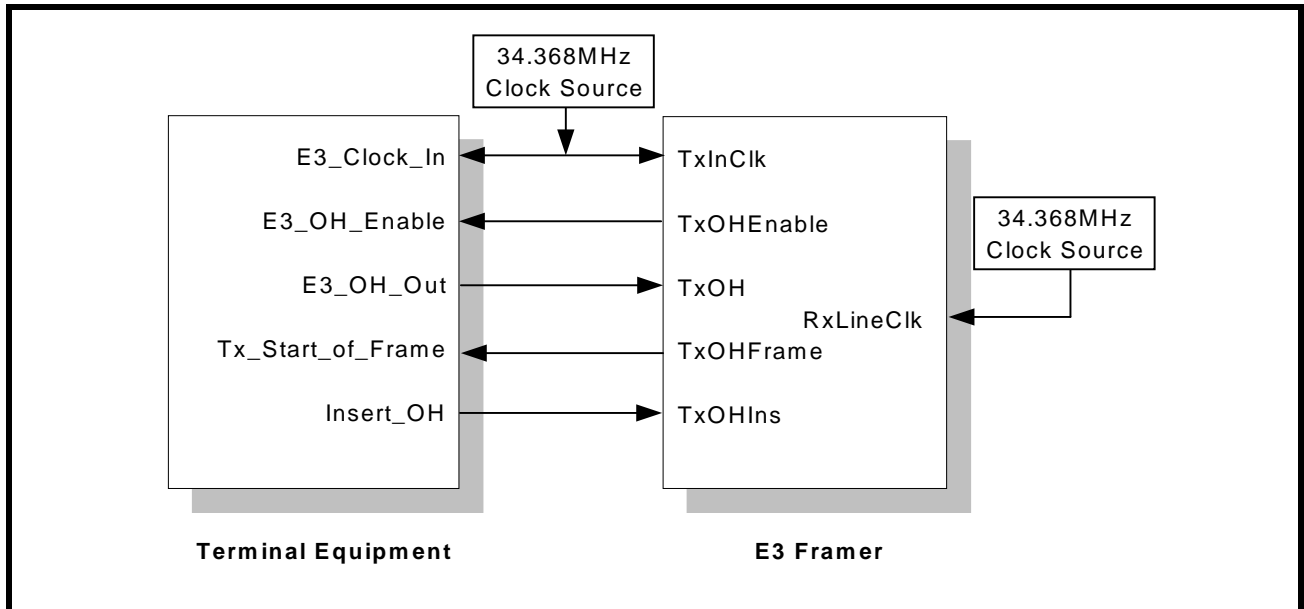 34.368MHz
Clock Source
E3_Clock_In
TxInClk
E3_OH_Enable
TxOHEnable
34.368MHz
Clock Source
E3_OH_Out
TxOH
RxLineClk
Tx_Start_of_Frame
TxOHFrame
Insert_OH
TxOHIns
Terminal Equipment
E3 Framer